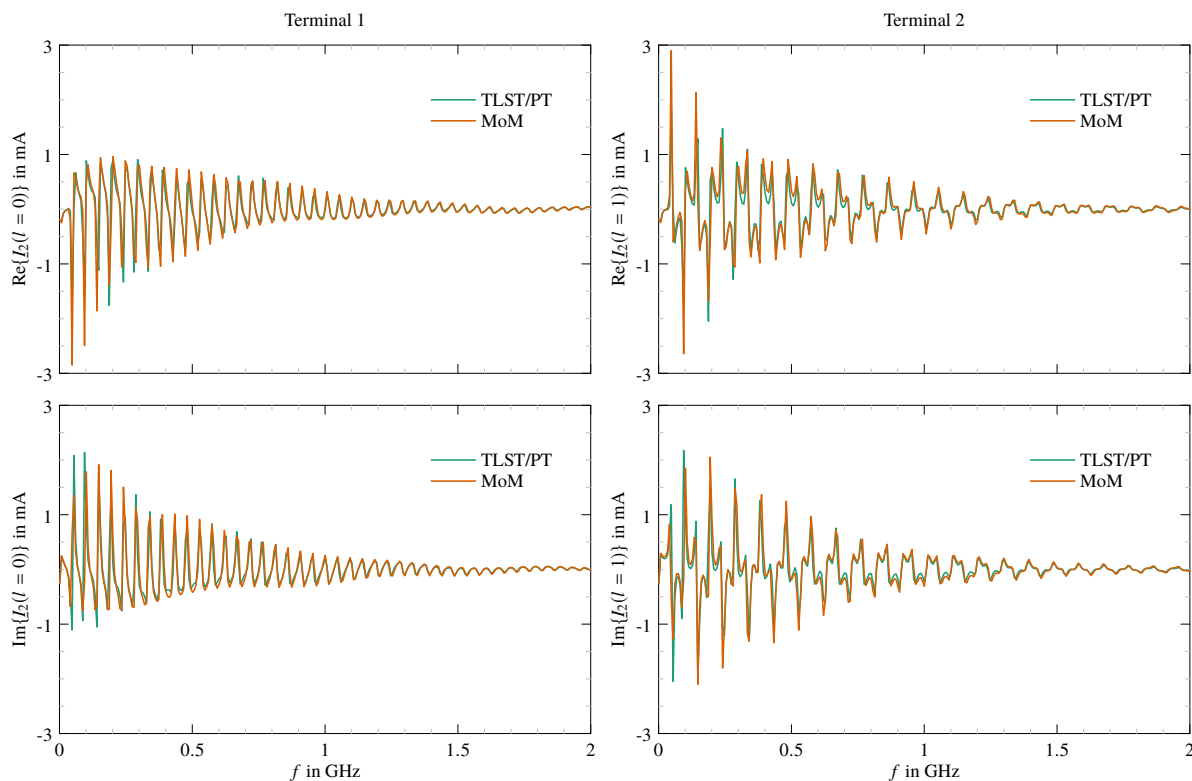 Terminal 1
Terminal 2
3
1
-1
-3
Re{I₂(l = 0)} in mA
TLST/PT
MoM
3
1
-1
-3
Re{I₂(l = 1)} in mA
TLST/PT
MoM
3
1
-1
-3
Im{I₂(l = 0)} in mA
TLST/PT
MoM
0
0.5
1
1.5
2
f in GHz
3
1
-1
-3
Im{I₂(l = 1)} in mA
TLST/PT
MoM
0
0.5
1
1.5
2
f in GHz